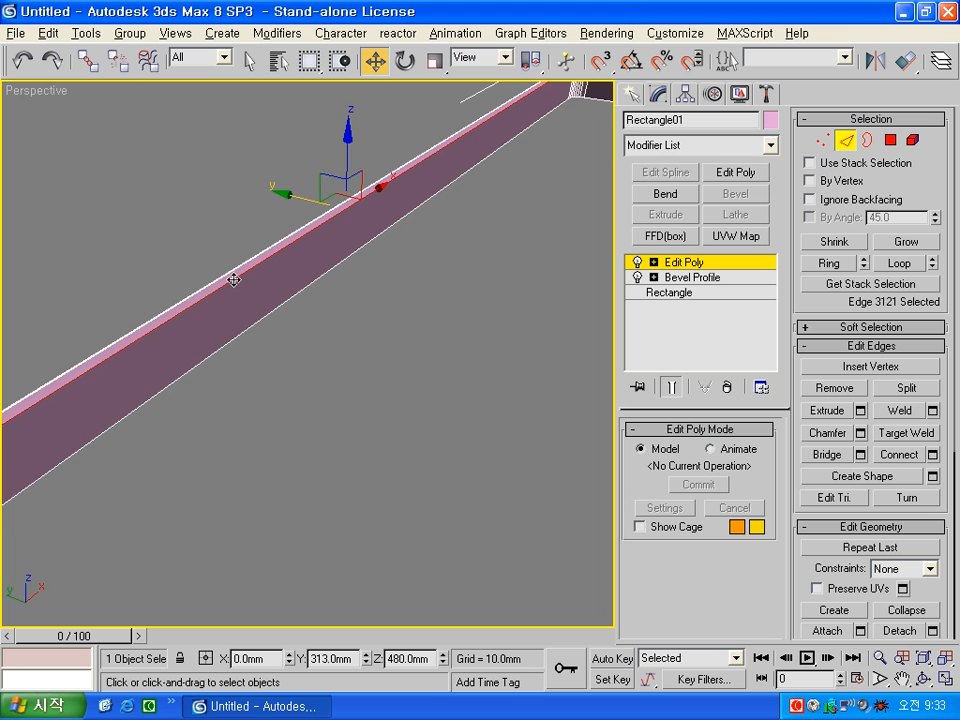 Untitled - Autodesk 3ds Max 8 SP3 - Stand-alone License
File Edit Tools Group Views Create Modifiers Character reactor Animation Graph Editors Rendering Customize MAXScript Help
All View
Perspective
z
y
x
z
y
x
Rectangle01
Modifier List
Edit Spline Edit Poly
Bend Bevel
Extrude Lathe
FFD(box) UVW Map
Edit Poly
Bevel Profile
Rectangle
- Edit Poly Mode
Model Animate
<No Current Operation>
Commit
Settings Cancel
Show Cage
- Selection
Use Stack Selection
By Vertex
Ignore Backfacing
By Angle: 45.0
Shrink Grow
Ring Loop
Get Stack Selection
Edge 3121 Selected
+ Soft Selection
- Edit Edges
Insert Vertex
Remove Split
Extrude Weld
Chamfer Target Weld
Bridge Connect
Create Shape
Edit Tri. Turn
- Edit Geometry
Repeat Last
Constraints: None
Preserve UVs
Create Collapse
Attach Detach
< 0 / 100 >
1 Object Sele X: 0.0mm Y: 313.0mm Z: 480.0mm Grid = 10.0mm Auto Key Selected
Click or click-and-drag to select objects Add Time Tag Set Key Key Filters... 0
시작 Untitled - Autodes... 오전 9:33